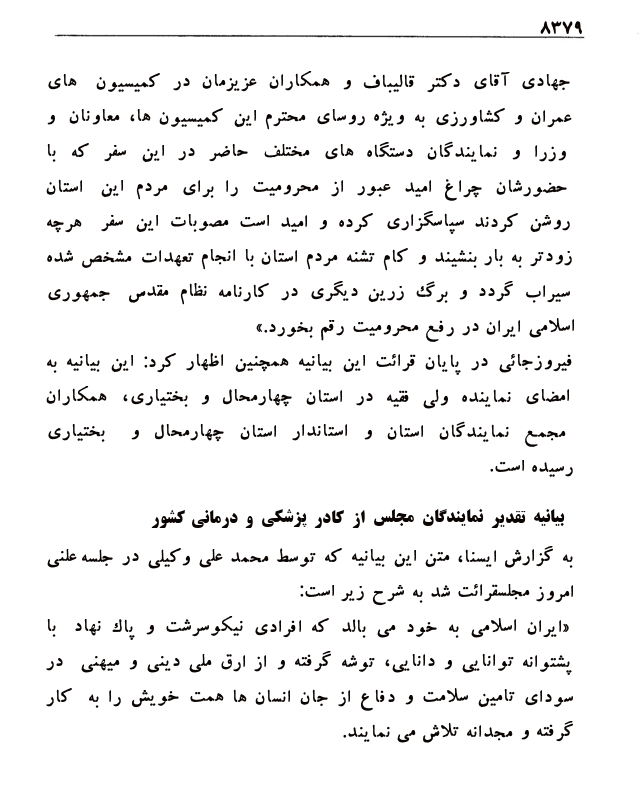 ۸۳۷۹
جهادی آقای دکتر قالیباف و همکاران عزیزمان در کمیسیون های
عمران و کشاورزی به ویژه روسای محترم این کمیسیون ها، معاونان و
وزرا و نمایندگان دستگاه های مختلف حاضر در این سفر که با
حضورشان چراغ امید عبور از محرومیت را برای مردم این استان
روشن کردند سپاسگزاری کرده و امید است مصوبات این سفر هرچه
زودتر به بار بنشیند و کام تشنه مردم استان با انجام تعهدات مشخص شده
سیراب گردد و برگ زرین دیگری در کارنامه نظام مقدس جمهوری
اسلامی ایران در رفع محرومیت رقم بخورد.»
فیروزجائی در پایان قرائت این بیانیه همچنین اظهار کرد: این بیانیه به
امضای نماینده ولی فقیه در استان چهارمحال و بختیاری، همکاران
مجمع نمایندگان استان و استاندار استان چهارمحال و بختیاری
رسیده است.
بیانیه تقدیر نمایندگان مجلس از کادر پزشکی و درمانی کشور
به گزارش ایسنا، متن این بیانیه که توسط محمد علی وکیلی در جلسه علنی
امروز مجلسقرائت شد به شرح زیر است:
«ایران اسلامی به خود می بالد که افرادی نیکوسرشت و پاك نهاد با
پشتوانه توانایی و دانایی، توشه گرفته و از ارق ملی دینی و میهنی در
سودای تامین سلامت و دفاع از جان انسان ها همت خویش را به کار
گرفته و مجدانه تلاش می نمایند.